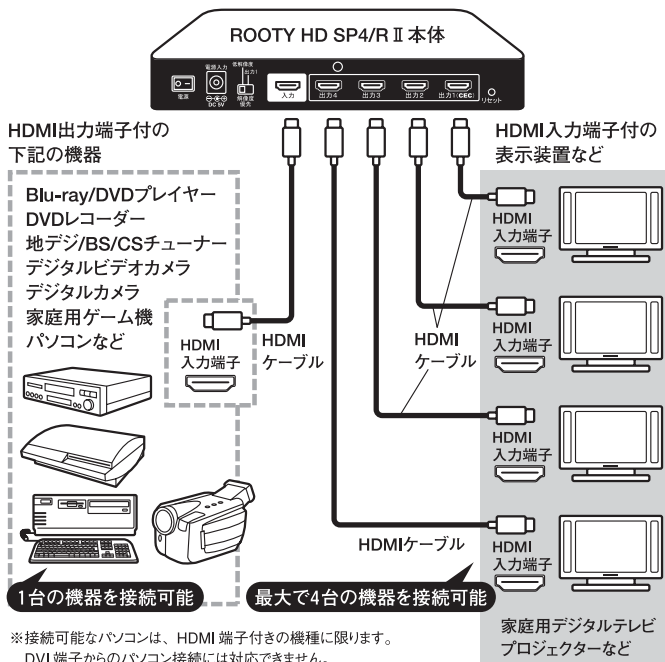 ROOTY HD SP4/R Ⅱ 本体
電源
電源入力
DC 5V
低解像度
出力1
解像度
優先
入力
出力4
出力3
出力2
出力1(CEC)
リセット
HDMI出力端子付の
下記の機器
Blu-ray/DVDプレイヤー
DVDレコーダー
地デジ/BS/CSチューナー
デジタルビデオカメラ
デジタルカメラ
家庭用ゲーム機
パソコンなど
HDMI
入力端子
HDMI
ケーブル
1台の機器を接続可能
HDMI
ケーブル
HDMIケーブル
最大で4台の機器を接続可能
HDMI入力端子付の
表示装置など
HDMI
入力端子
HDMI
入力端子
HDMI
入力端子
HDMI
入力端子
家庭用デジタルテレビ
プロジェクターなど
※接続可能なパソコンは、HDMI 端子付きの機種に限ります。
DVI 端子からのパソコン接続には対応できません。